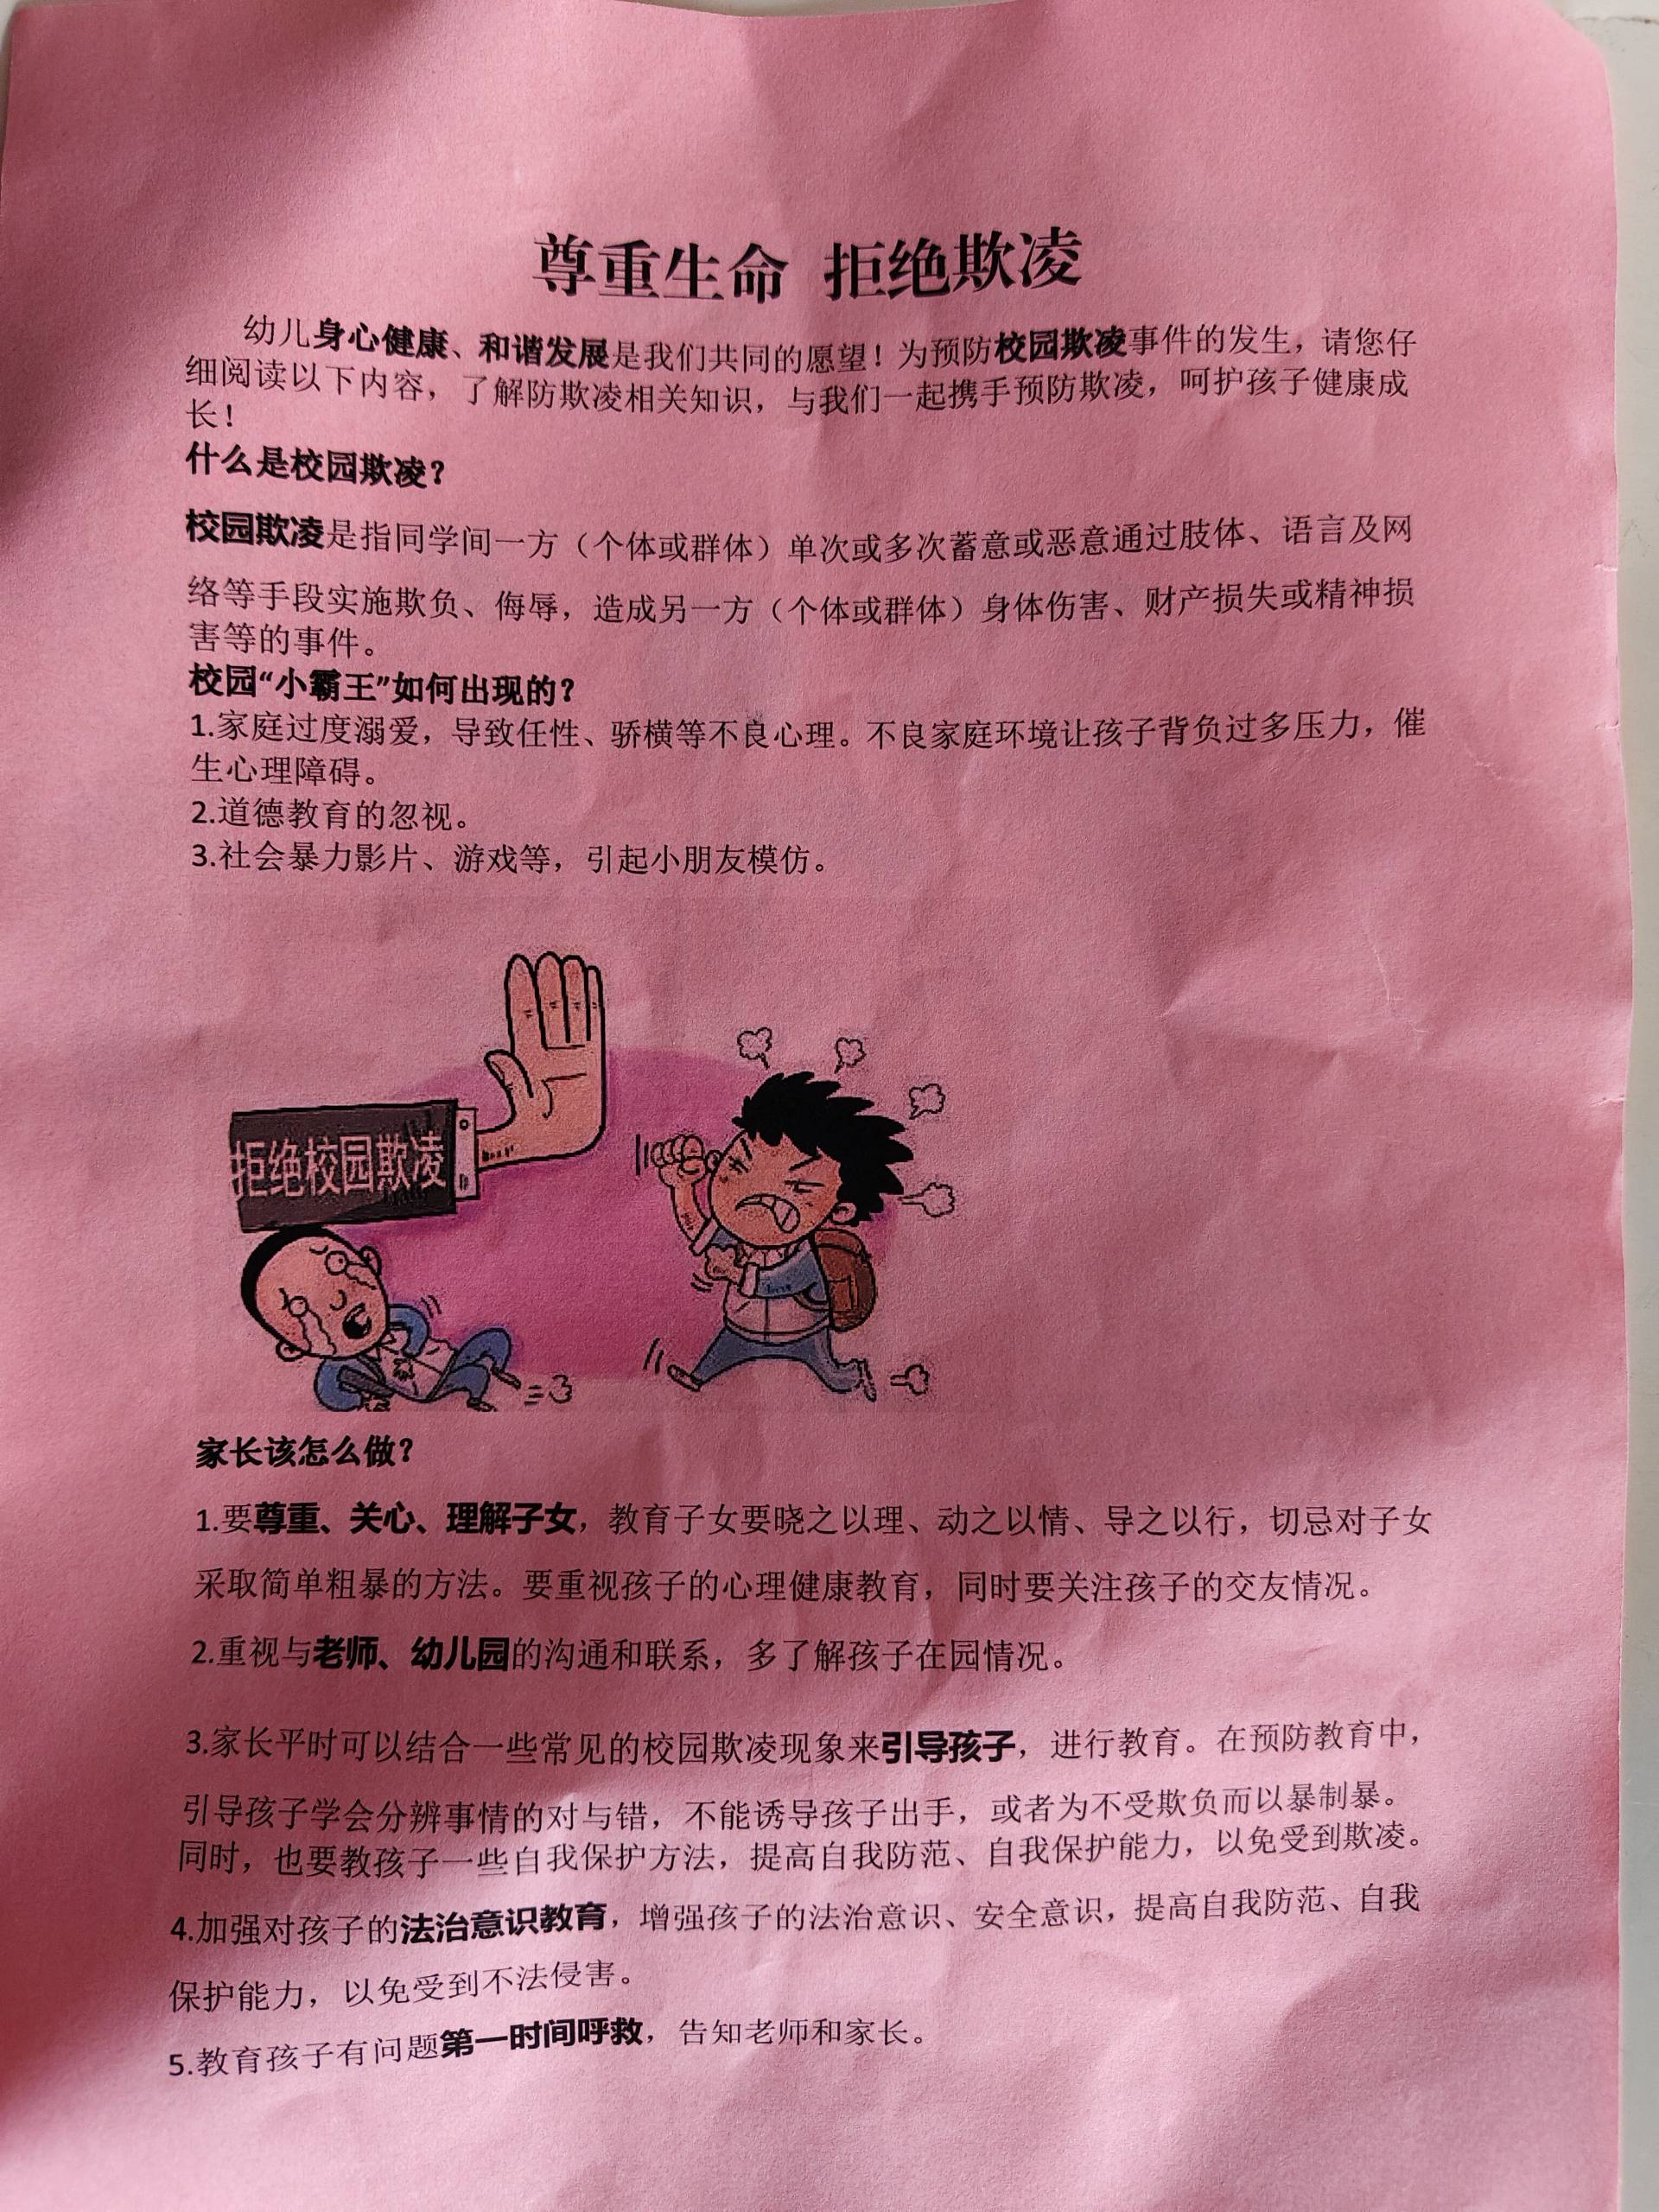 尊重生命 拒绝欺凌
幼儿身心健康、和谐发展是我们共同的愿望！为预防校园欺凌事件的发生，请您仔
细阅读以下内容，了解防欺凌相关知识，与我们一起携手预防欺凌，呵护孩子健康成
长！
什么是校园欺凌？
校园欺凌是指同学间一方（个体或群体）单次或多次蓄意或恶意通过肢体、语言及网
络等手段实施欺负、侮辱，造成另一方（个体或群体）身体伤害、财产损失或精神损
害等的事件。
校园“小霸王”如何出现的？
1.家庭过度溺爱，导致任性、骄横等不良心理。不良家庭环境让孩子背负过多压力，催
生心理障碍。
2.道德教育的忽视。
3.社会暴力影片、游戏等，引起小朋友模仿。
拒绝校园欺凌
家长该怎么做？
1.要尊重、关心、理解子女，教育子女要晓之以理、动之以情、导之以行，切忌对子女
采取简单粗暴的方法。要重视孩子的心理健康教育，同时要关注孩子的交友情况。
2.重视与老师、幼儿园的沟通和联系，多了解孩子在园情况。
3.家长平时可以结合一些常见的校园欺凌现象来引导孩子，进行教育。在预防教育中，
引导孩子学会分辨事情的对与错，不能诱导孩子出手，或者为不受欺负而以暴制暴。
同时，也要教孩子一些自我保护方法，提高自我防范、自我保护能力，以免受到欺凌。
4.加强对孩子的法治意识教育，增强孩子的法治意识、安全意识，提高自我防范、自我
保护能力，以免受到不法侵害。
5.教育孩子有问题第一时间呼救，告知老师和家长。